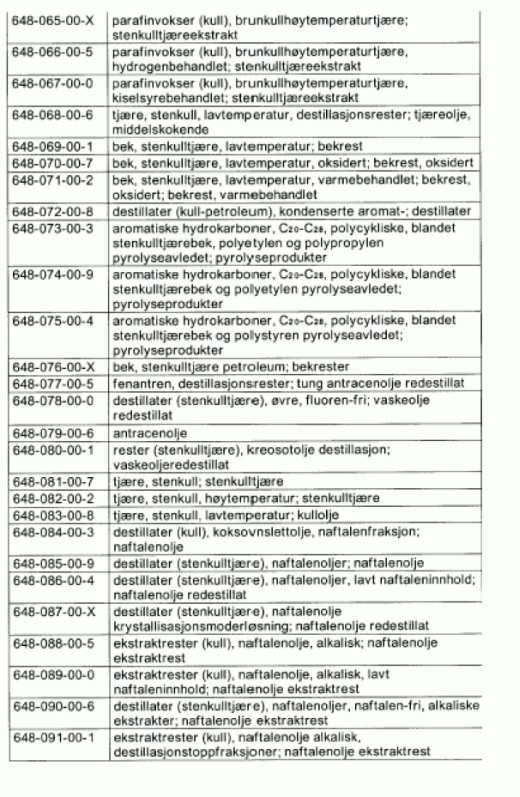 648-065-00-X parafinvokser (kull), brunkullhøytemperaturtjære;
stenkulltjæreekstrakt
648-066-00-5 parafinvokser (kull), brunkullhøytemperaturtjære,
hydrogenbehandlet; stenkulltjæreekstrakt
648-067-00-0 parafinvokser (kull), brunkullhøytemperaturtjære,
kiselsyrebehandlet; stenkulltjæreekstrakt
648-068-00-6 tjære, stenkull, lavtemperatur, destillasjonsrester; tjæreolje,
middelskokende
648-069-00-1 bek, stenkulltjære, lavtemperatur; bekrest
648-070-00-7 bek, stenkulltjære, lavtemperatur, oksidert; bekrest, oksidert
648-071-00-2 bek, stenkulltjære, lavtemperatur, varmebehandlet; bekrest,
oksidert; bekrest, varmebehandlet
648-072-00-8 destillater (kull-petroleum), kondenserte aromat-; destillater
648-073-00-3 aromatiske hydrokarboner, C20-C28, polycykliske, blandet
stenkulltjærebek, polyetylen og polypropylen
pyrolyseavledet; pyrolyseprodukter
648-074-00-9 aromatiske hydrokarboner, C20-C28, polycykliske, blandet
stenkulltjærebek og polyetylen pyrolyseavledet;
pyrolyseprodukter
648-075-00-4 aromatiske hydrokarboner, C20-C28, polycykliske, blandet
stenkulltjærebek og polystyren pyrolyseavledet;
pyrolyseprodukter
648-076-00-X bek, stenkulltjære petroleum; bekrester
648-077-00-5 fenantren, destillasjonsrester; tung antracenolje redestillat
648-078-00-0 destillater (stenkulltjære), øvre, fluoren-fri; vaskeolje
redestillat
648-079-00-6 antracenolje
648-080-00-1 rester (stenkulltjære), kreosotolje destillasjon;
vaskeoljeredestillat
648-081-00-7 tjære, stenkull; stenkulltjære
648-082-00-2 tjære, stenkull, høytemperatur; stenkulltjære
648-083-00-8 tjære, stenkull, lavtemperatur; kullolje
648-084-00-3 destillater (kull), koksovnslettolje, naftalenfraksjon;
naftalenolje
648-085-00-9 destillater (stenkulltjære), naftalenoljer; naftalenolje
648-086-00-4 destillater (stenkulltjære), naftalenoljer, lavt naftaleninnhold;
naftalenolje redestillat
648-087-00-X destillater (stenkulltjære), naftalenolje
krystallisasjonsmoderløsning; naftalenolje redestillat
648-088-00-5 ekstraktrester (kull), naftalenolje, alkalisk; naftalenolje
ekstraktrest
648-089-00-0 ekstraktrester (kull), naftalenolje, alkalisk, lavt
naftaleninnhold; naftalenolje ekstraktrest
648-090-00-6 destillater (stenkulltjære), naftalenoljer, naftalen-fri, alkaliske
ekstrakter; naftalenolje ekstraktrest
648-091-00-1 ekstraktrester (kull), naftalenolje alkalisk,
destillasjonstoppfraksjoner; naftalenolje ekstraktrest